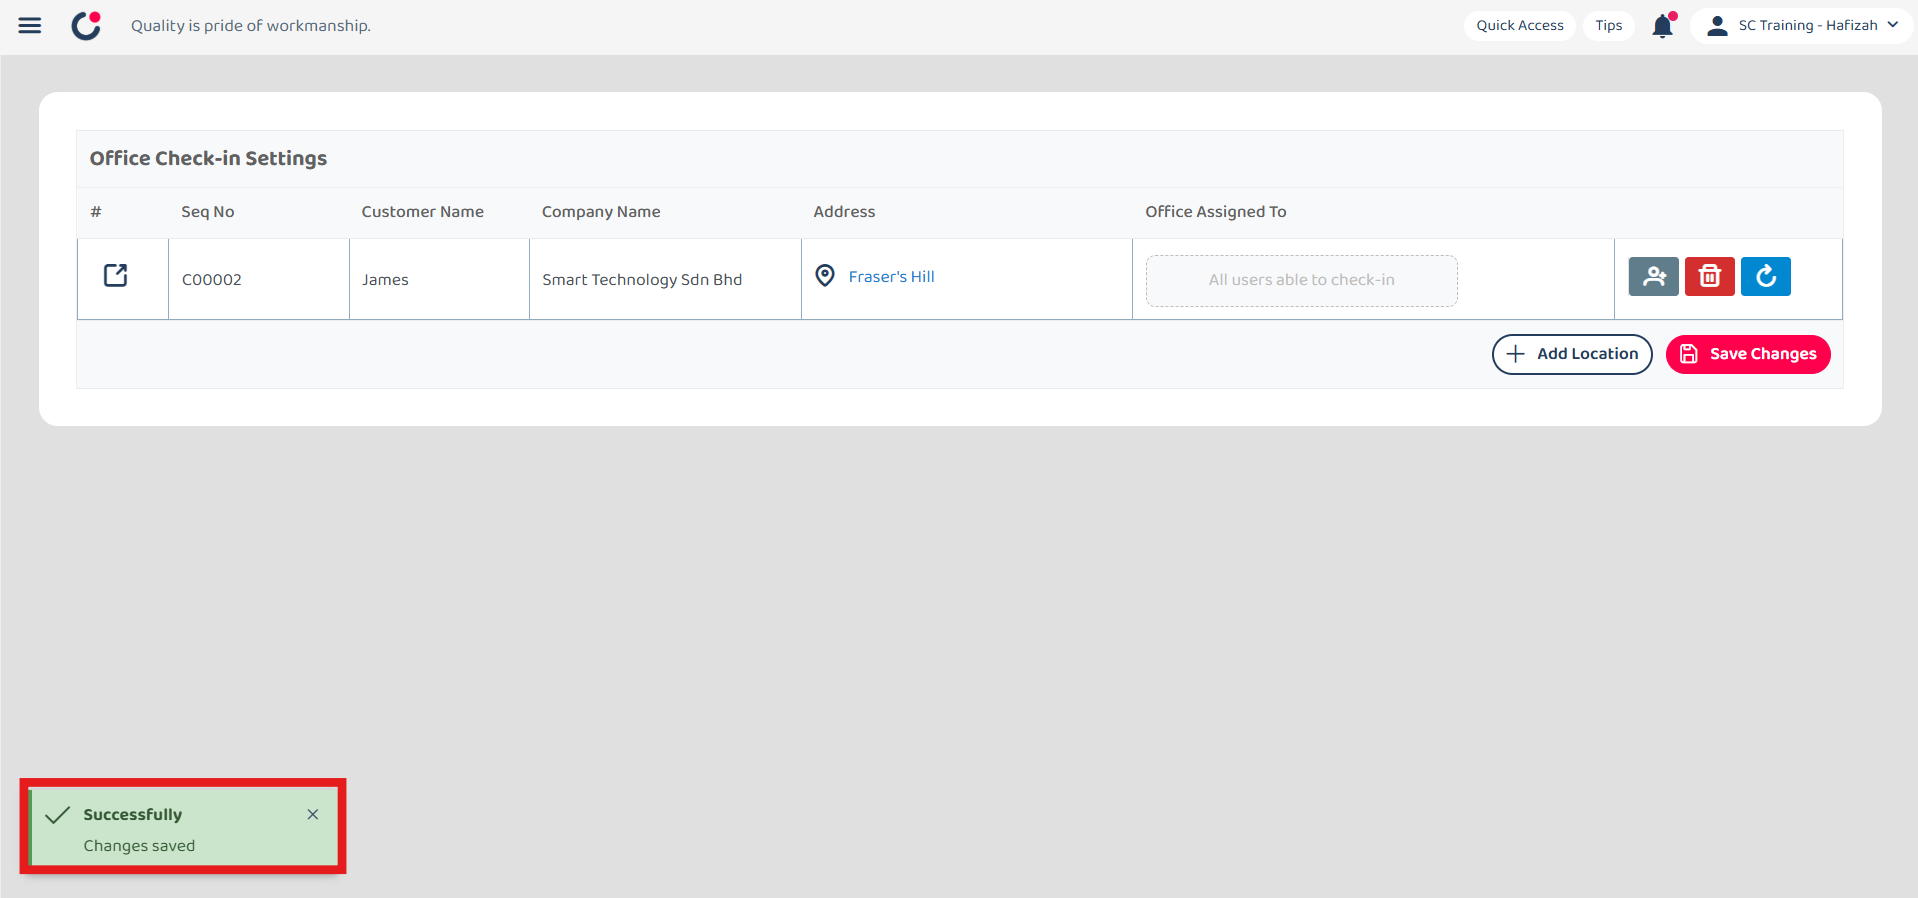 Quality is pride of workmanship.
Quick Access
Tips
SC Training - Hafizah
Office Check-in Settings
#
Seq No
Customer Name
Company Name
Address
Office Assigned To
C00002
James
Smart Technology Sdn Bhd
Fraser's Hill
All users able to check-in
Add Location
Save Changes
Successfully
Changes saved